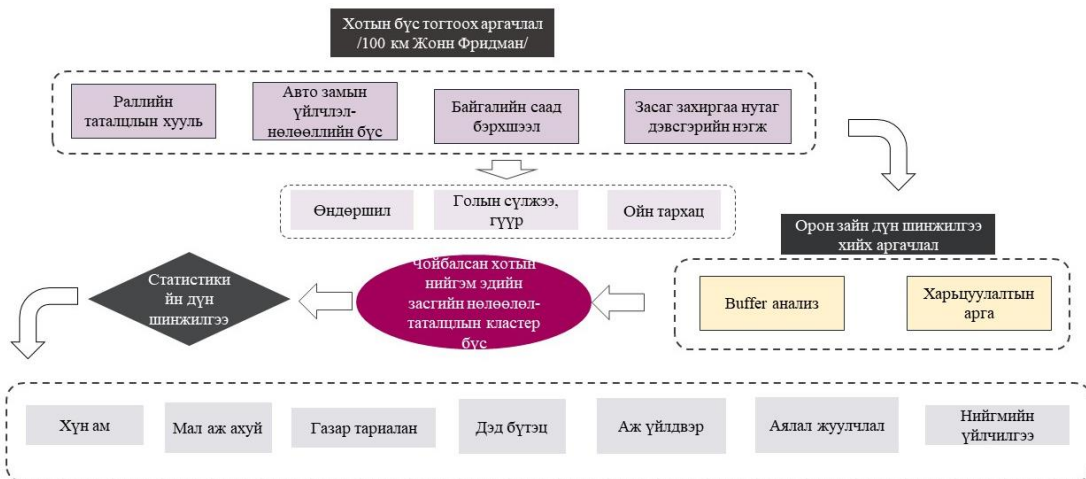 Хотын бүс тогтоох аргачлал
/100 км Жонн Фридман/
Раллийн
таталцлын хууль
Авто замын
үйлчлэл-
нөлөөллийн бүс
Байгалийн саад
бэрхшээл
Засаг захиргаа нутаг
дэвсгэрийн нэгж
Өндөршил
Голын сүлжээ,
гүүр
Ойн тархац
Орон зайн дүн шинжилгээ
хийх аргачлал
Buffer анализ
Харьцуулалтын
арга
Чойбалсан хотын
нийгэм эдийн
засгийн нөлөөлөл-
таталцлын кластер
бүс
Статистики
йн дүн
шинжилгээ
Хүн ам
Мал аж ахуй
Газар тариалан
Дэд бүтэц
Аж үйлдвэр
Аялал жуулчлал
Нийгмийн
үйлчилгээ